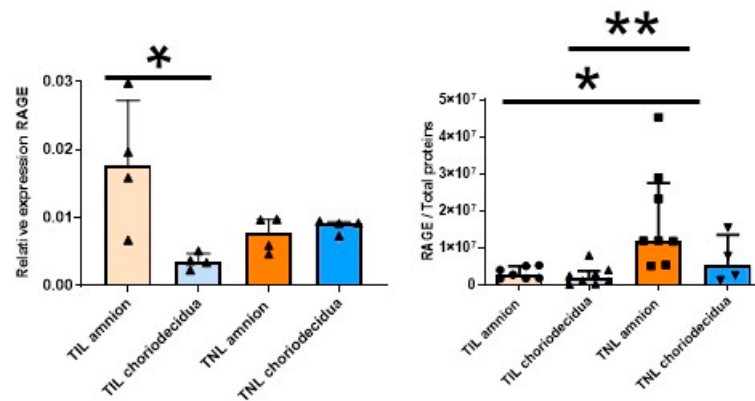 *
Relative expression RAGE
0.03
0.02
0.01
0.00
TIL amnion
TIL choriodecidua
TNL amnion
TNL choriodecidua
**
*
RAGE / Total proteins
5×10⁷
4×10⁷
3×10⁷
2×10⁷
1×10⁷
0
TIL amnion
TIL choriodecidua
TNL amnion
TNL choriodecidua